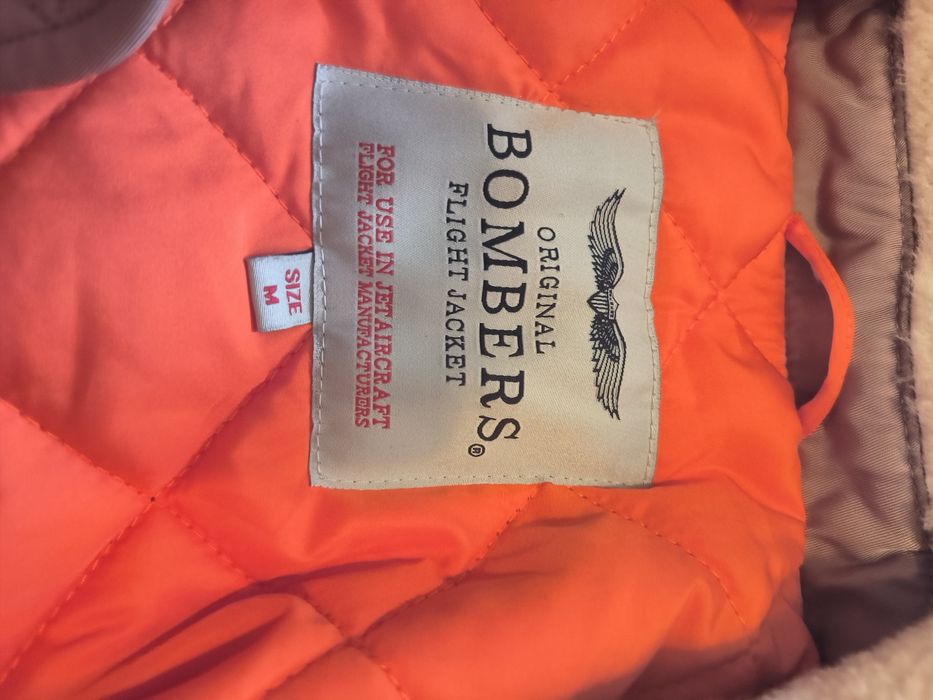 ORIGINAL
BOMBERS®
FLIGHT JACKET
FOR USE IN JETAIRCRAFT
FLIGHT JACKET MANUFACTURERS
SIZE
M